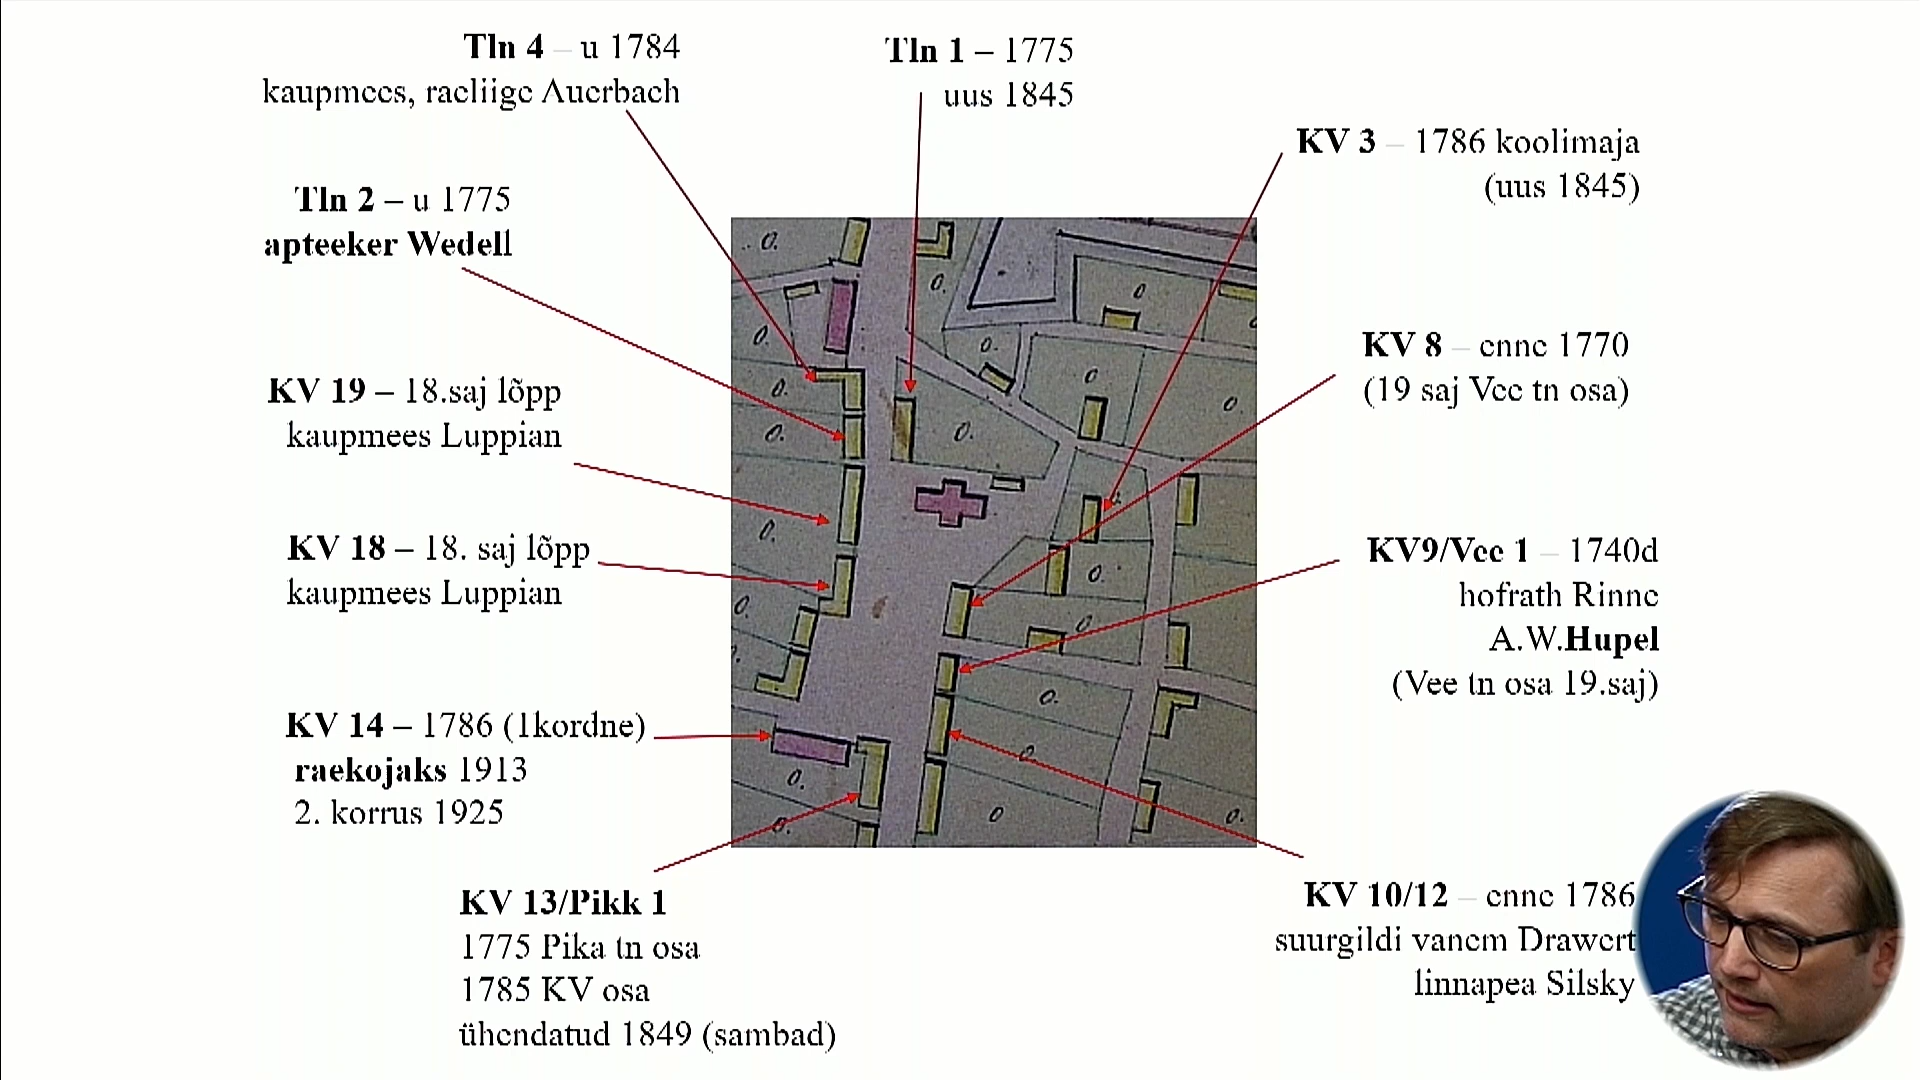 Tln 4 – u 1784
kaupmees, raeliige Auerbach
Tln 1 – 1775
uus 1845
KV 3 – 1786 koolimaja
(uus 1845)
Tln 2 – u 1775
apteeker Wedell
KV 8 – enne 1770
(19 saj Vee tn osa)
KV 19 – 18.saj lõpp
kaupmees Luppian
KV 18 – 18. saj lõpp
kaupmees Luppian
KV9/Vee 1 – 1740d
hofrath Rinne
A.W.Hupel
(Vee tn osa 19.saj)
KV 14 – 1786 (1kordne)
raekojaks 1913
2. korrus 1925
KV 13/Pikk 1
1775 Pika tn osa
1785 KV osa
ühendatud 1849 (sambad)
KV 10/12 – enne 1786
suurgildi vanem Drawert
linnapea Silsky